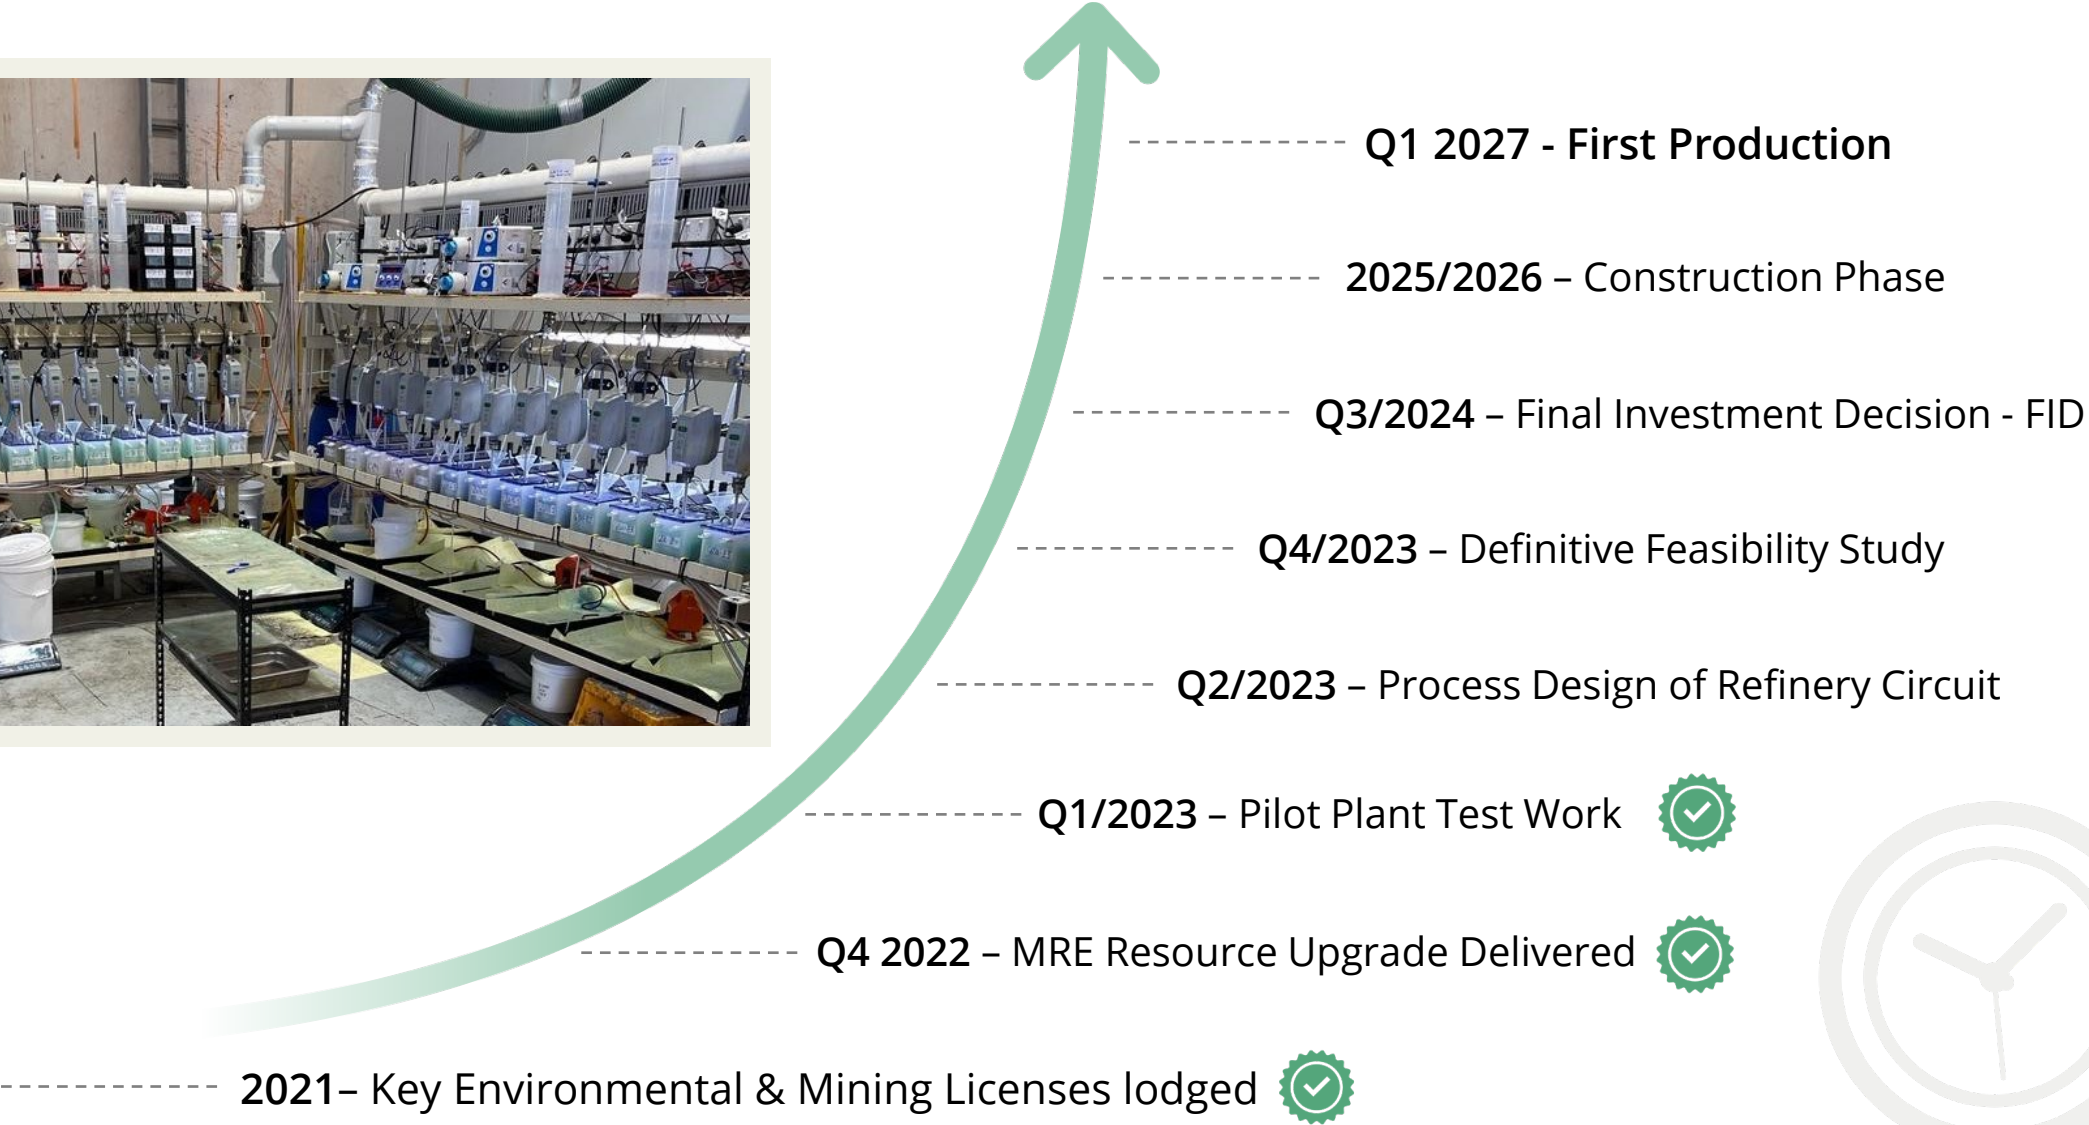 Q1 2027 - First Production
2025/2026 – Construction Phase
Q3/2024 – Final Investment Decision - FID
Q4/2023 – Definitive Feasibility Study
Q2/2023 – Process Design of Refinery Circuit
Q1/2023 – Pilot Plant Test Work
Q4 2022 – MRE Resource Upgrade Delivered
2021– Key Environmental & Mining Licenses lodged